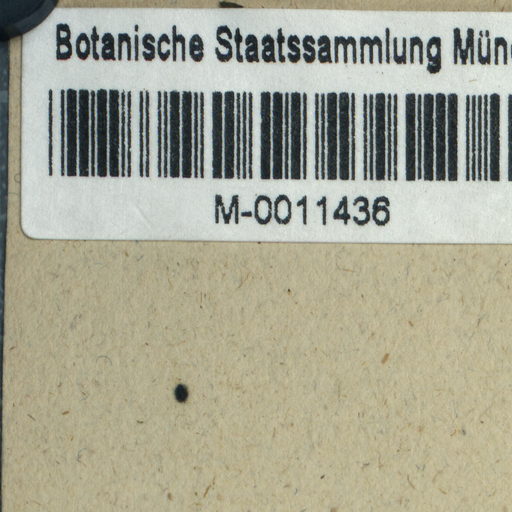 Botanische Staatssammlung Mün
M-0011436